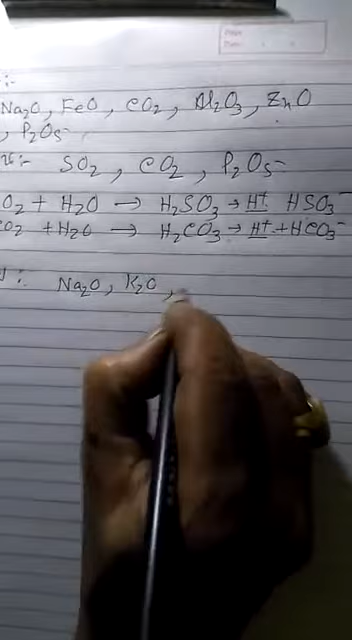 :-
Na2O, FeO, CO2, Al2O3, ZnO
, P2O5
:- SO2, CO2, P2O5
O2 + H2O → H2SO3 → H+ HSO3-
CO2 + H2O → H2CO3 → H+ + HCO3-
:- Na2O, K2O,